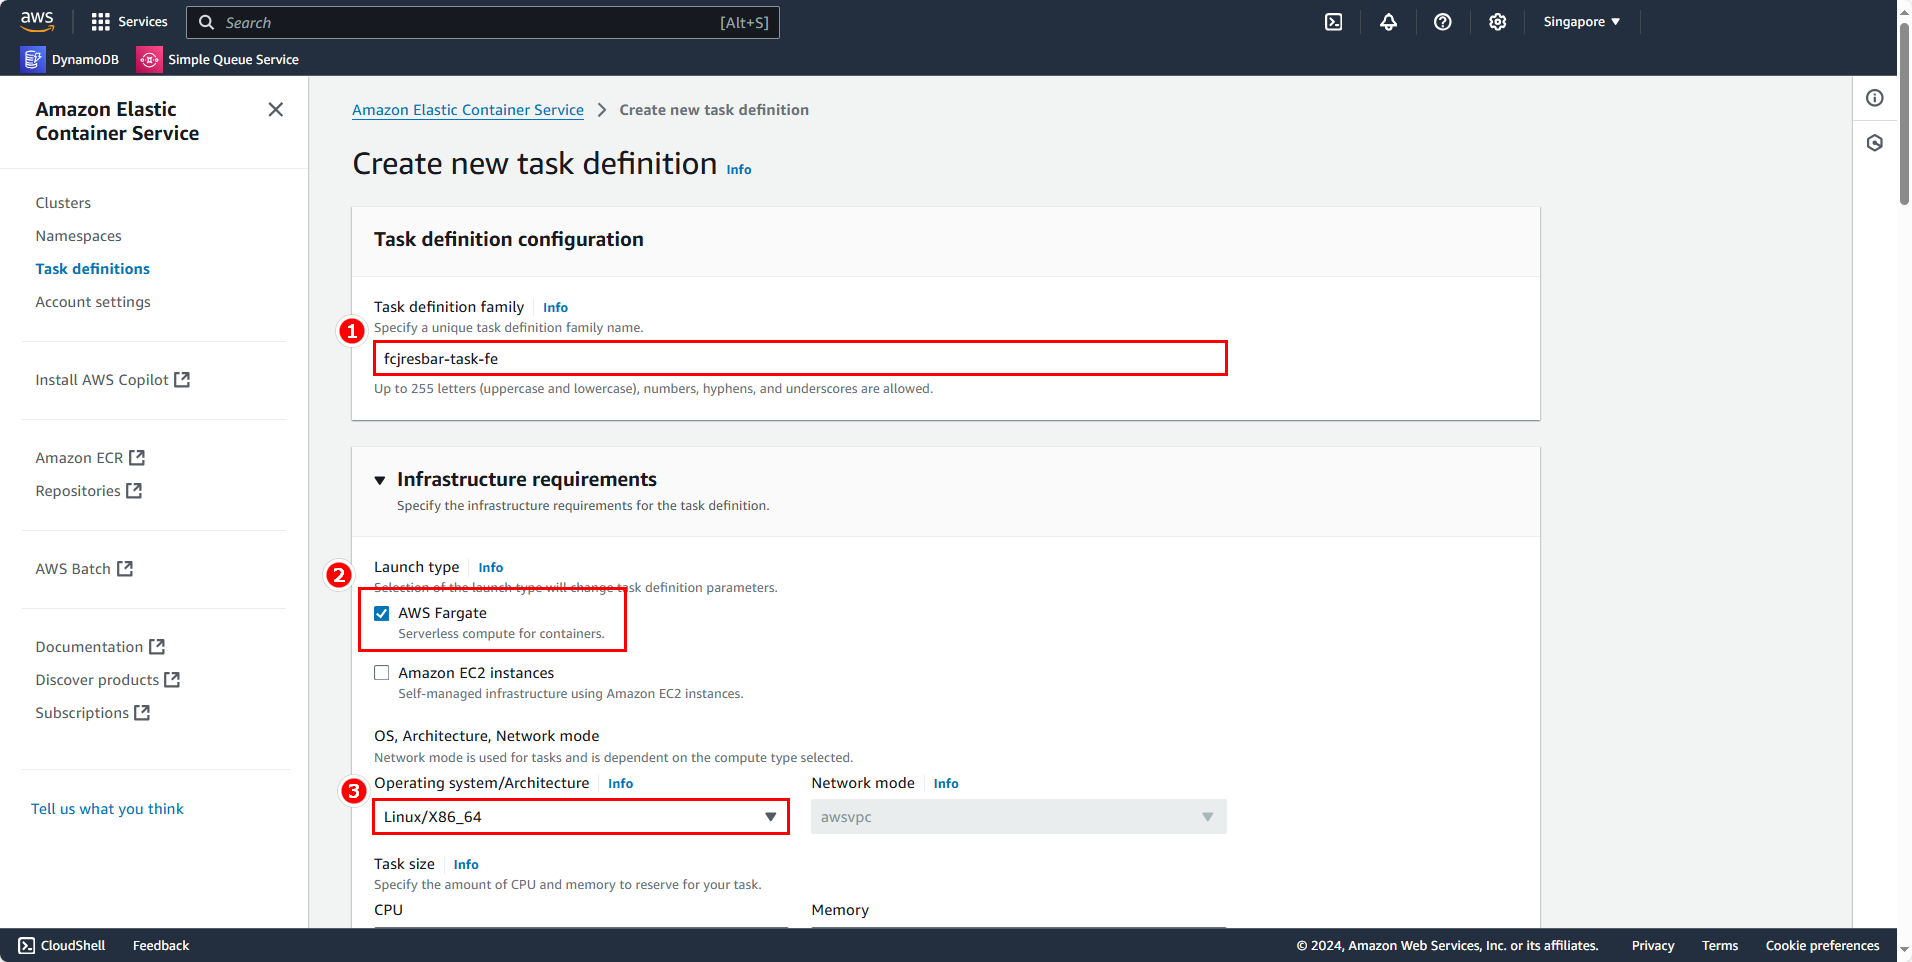 aws
Services
Search
[Alt+S]
Singapore
DynamoDB
Simple Queue Service
Amazon Elastic
Container Service
Clusters
Namespaces
Task definitions
Account settings
Install AWS Copilot
Amazon ECR
Repositories
AWS Batch
Documentation
Discover products
Subscriptions
Tell us what you think
Amazon Elastic Container Service > Create new task definition
Create new task definition Info
Task definition configuration
Task definition family Info
1
Specify a unique task definition family name.
fcjresbar-task-fe
Up to 255 letters (uppercase and lowercase), numbers, hyphens, and underscores are allowed.
Infrastructure requirements
Specify the infrastructure requirements for the task definition.
2
Launch type Info
Selection of the launch type will change task definition parameters.
AWS Fargate
Serverless compute for containers.
Amazon EC2 instances
Self-managed infrastructure using Amazon EC2 instances.
OS, Architecture, Network mode
Network mode is used for tasks and is dependent on the compute type selected.
3
Operating system/Architecture Info
Network mode Info
Linux/X86_64
awsvpc
Task size Info
Specify the amount of CPU and memory to reserve for your task.
CPU
Memory
CloudShell
Feedback
© 2024, Amazon Web Services, Inc. or its affiliates.
Privacy
Terms
Cookie preferences